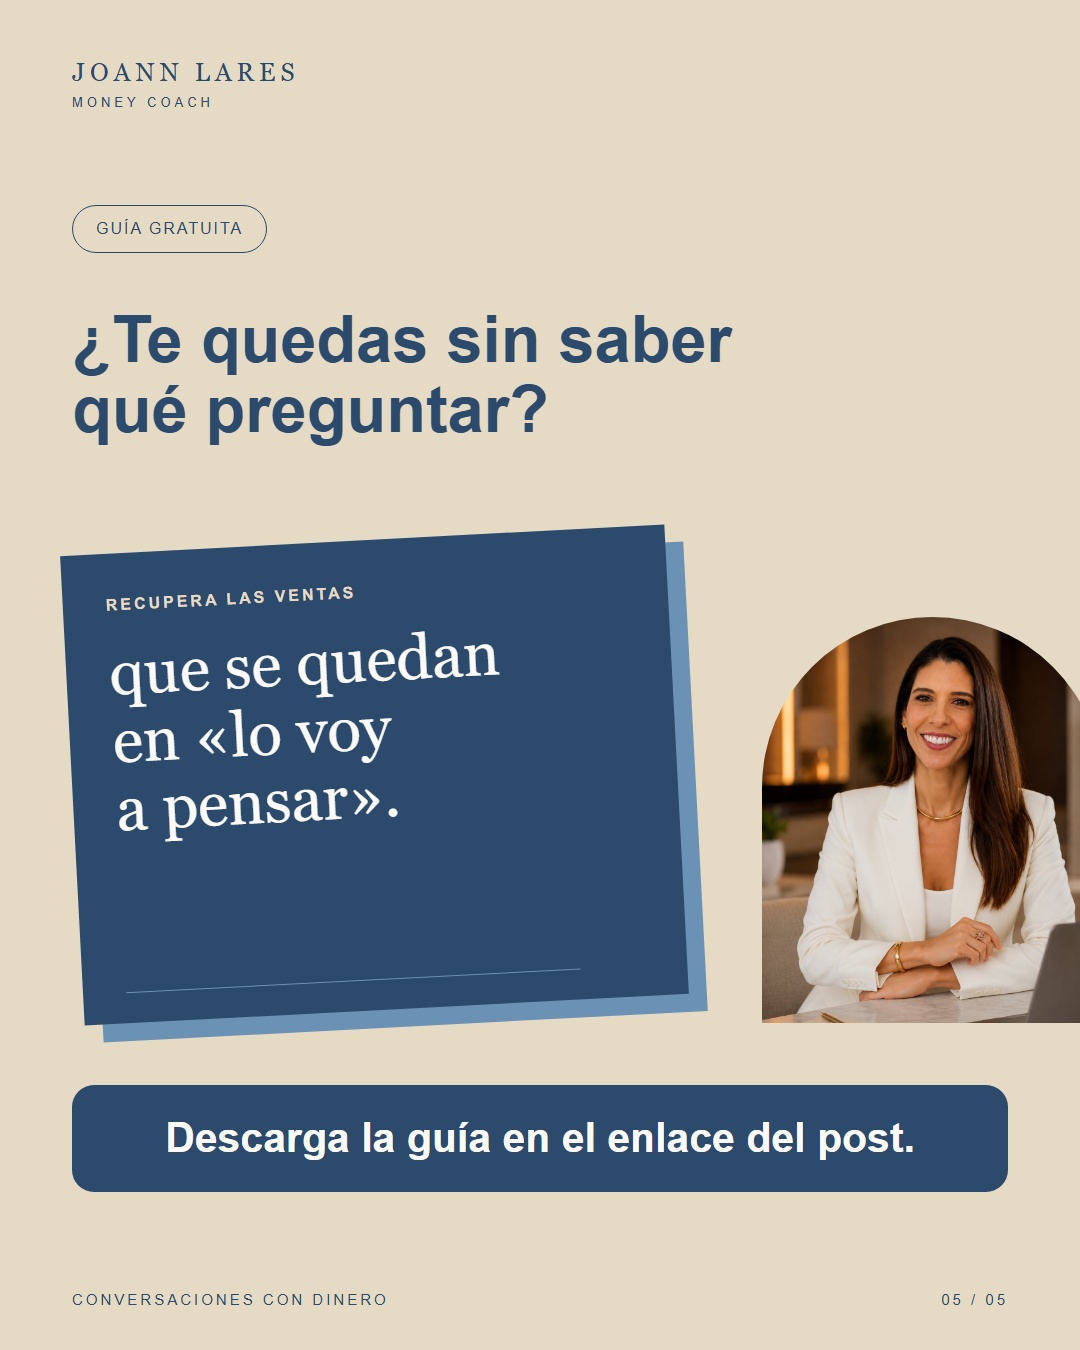 JOANN LARES
MONEY COACH
GUÍA GRATUITA
¿Te quedas sin saber
qué preguntar?
RECUPERA LAS VENTAS
que se quedan
en «lo voy
a pensar».
Descarga la guía en el enlace del post.
CONVERSACIONES CON DINERO
05 / 05